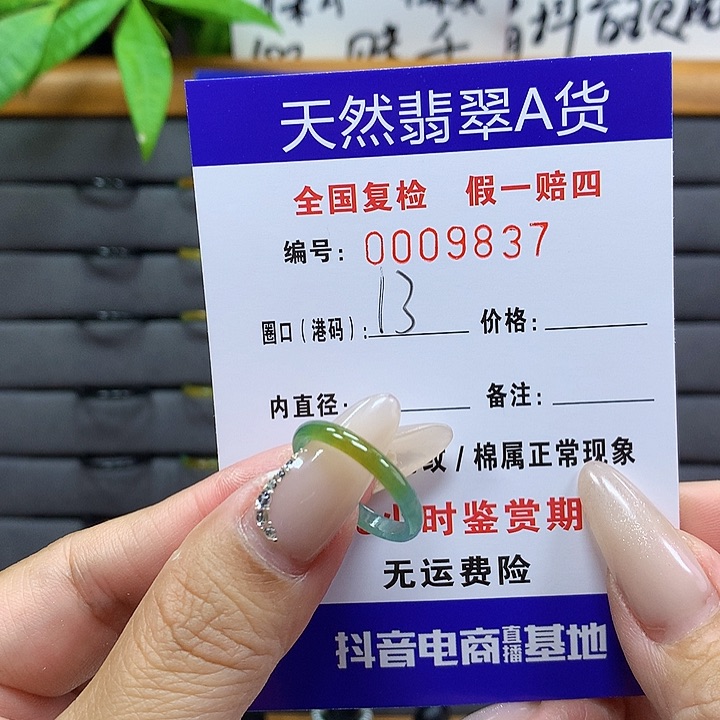 天然翡翠A货
全国复检 假一赔四
编号: 0009837
圈口(港码): 13 价格:
内直径: 备注:
纹/棉属正常现象
小时鉴赏期
无运费险
抖音电商直播基地